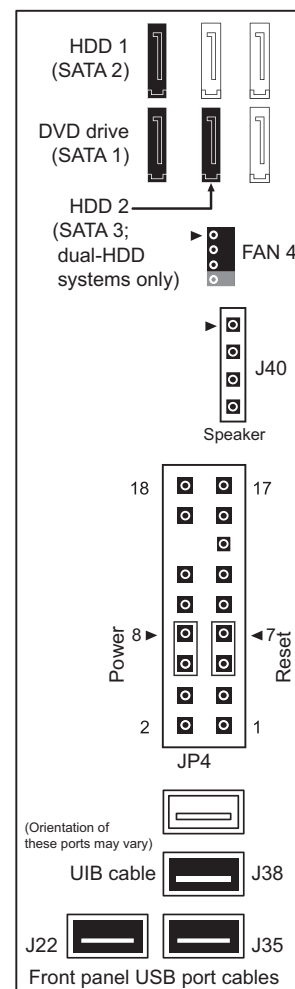 HDD 1
(SATA 2)
DVD drive
(SATA 1)
HDD 2
(SATA 3;
dual-HDD
systems only)
FAN 4
J40
Speaker
18 17
Power 8 7 Reset
2 1
JP4
(Orientation of
these ports may vary)
UIB cable J38
J22 J35
Front panel USB port cables